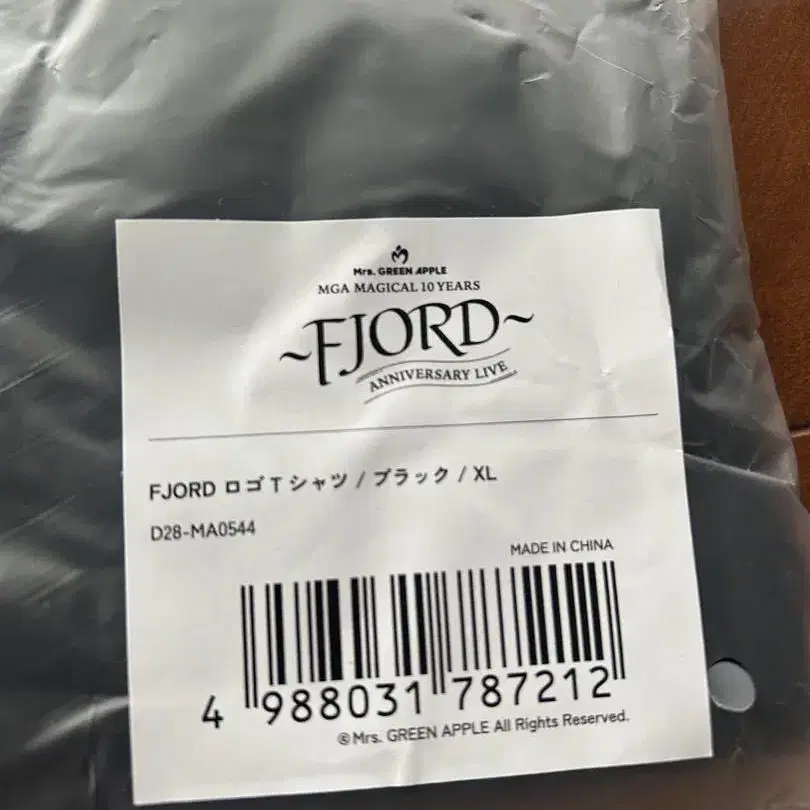 Mrs. GREEN APPLE
MGA MAGICAL 10 YEARS
~FJORD~
ANNIVERSARY LIVE
FJORD ロゴTシャツ / ブラック / XL
D28-MA0544
MADE IN CHINA
4 988031 787212
©Mrs. GREEN APPLE All Rights Reserved.